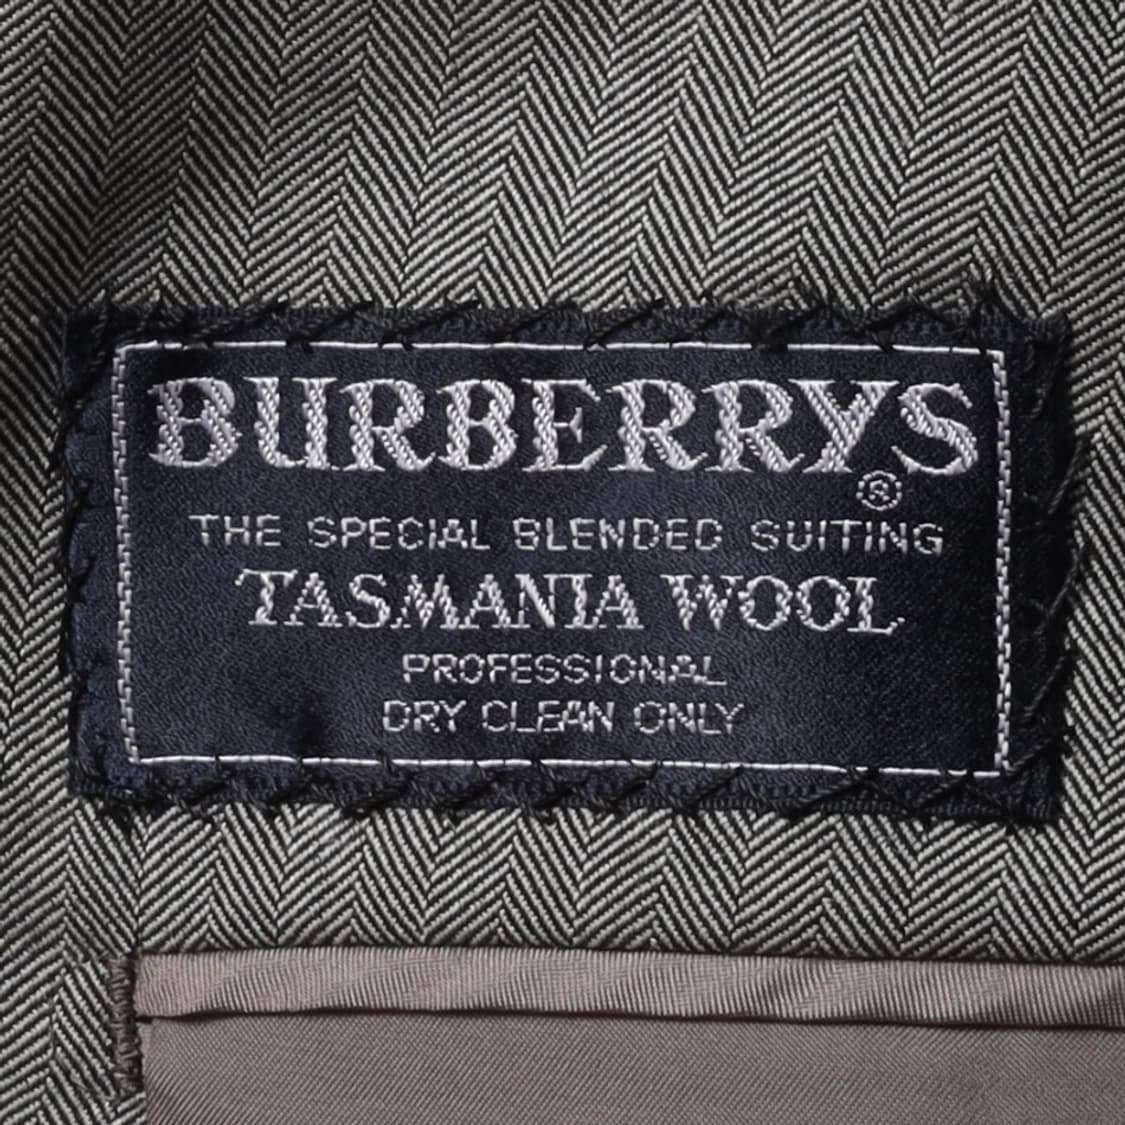 BURBERRYS
®
THE SPECIAL BLENDED SUITING
TASMANIA WOOL
PROFESSIONAL
DRY CLEAN ONLY